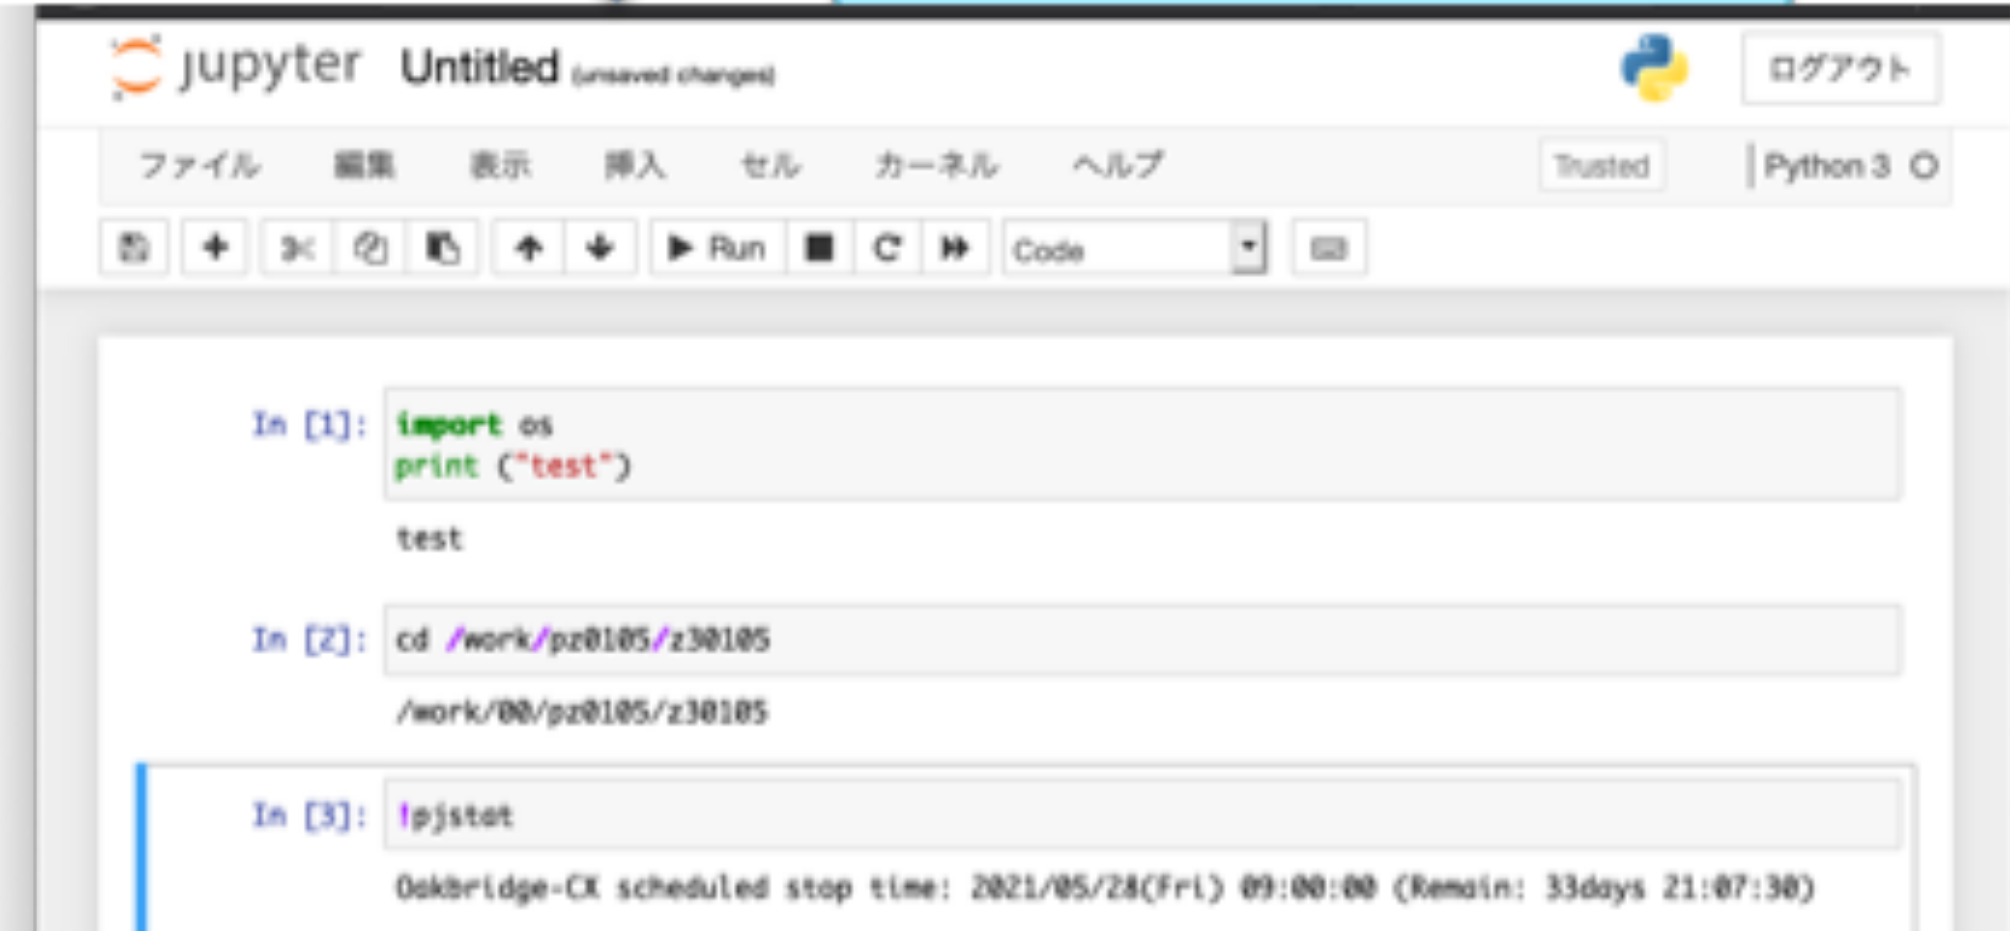 jupyter Untitled (unsaved changes) ログアウト
ファイル 編集 表示 挿入 セル カーネル ヘルプ Trusted Python 3
Run Code
In [1]: import os
print ("test")
test
In [2]: cd /work/pz0105/z30105
/work/00/pz0105/z30105
In [3]: !pjstat
Oakbridge-CX scheduled stop time: 2021/05/28(Fri) 09:00:00 (Remain: 33days 21:07:30)